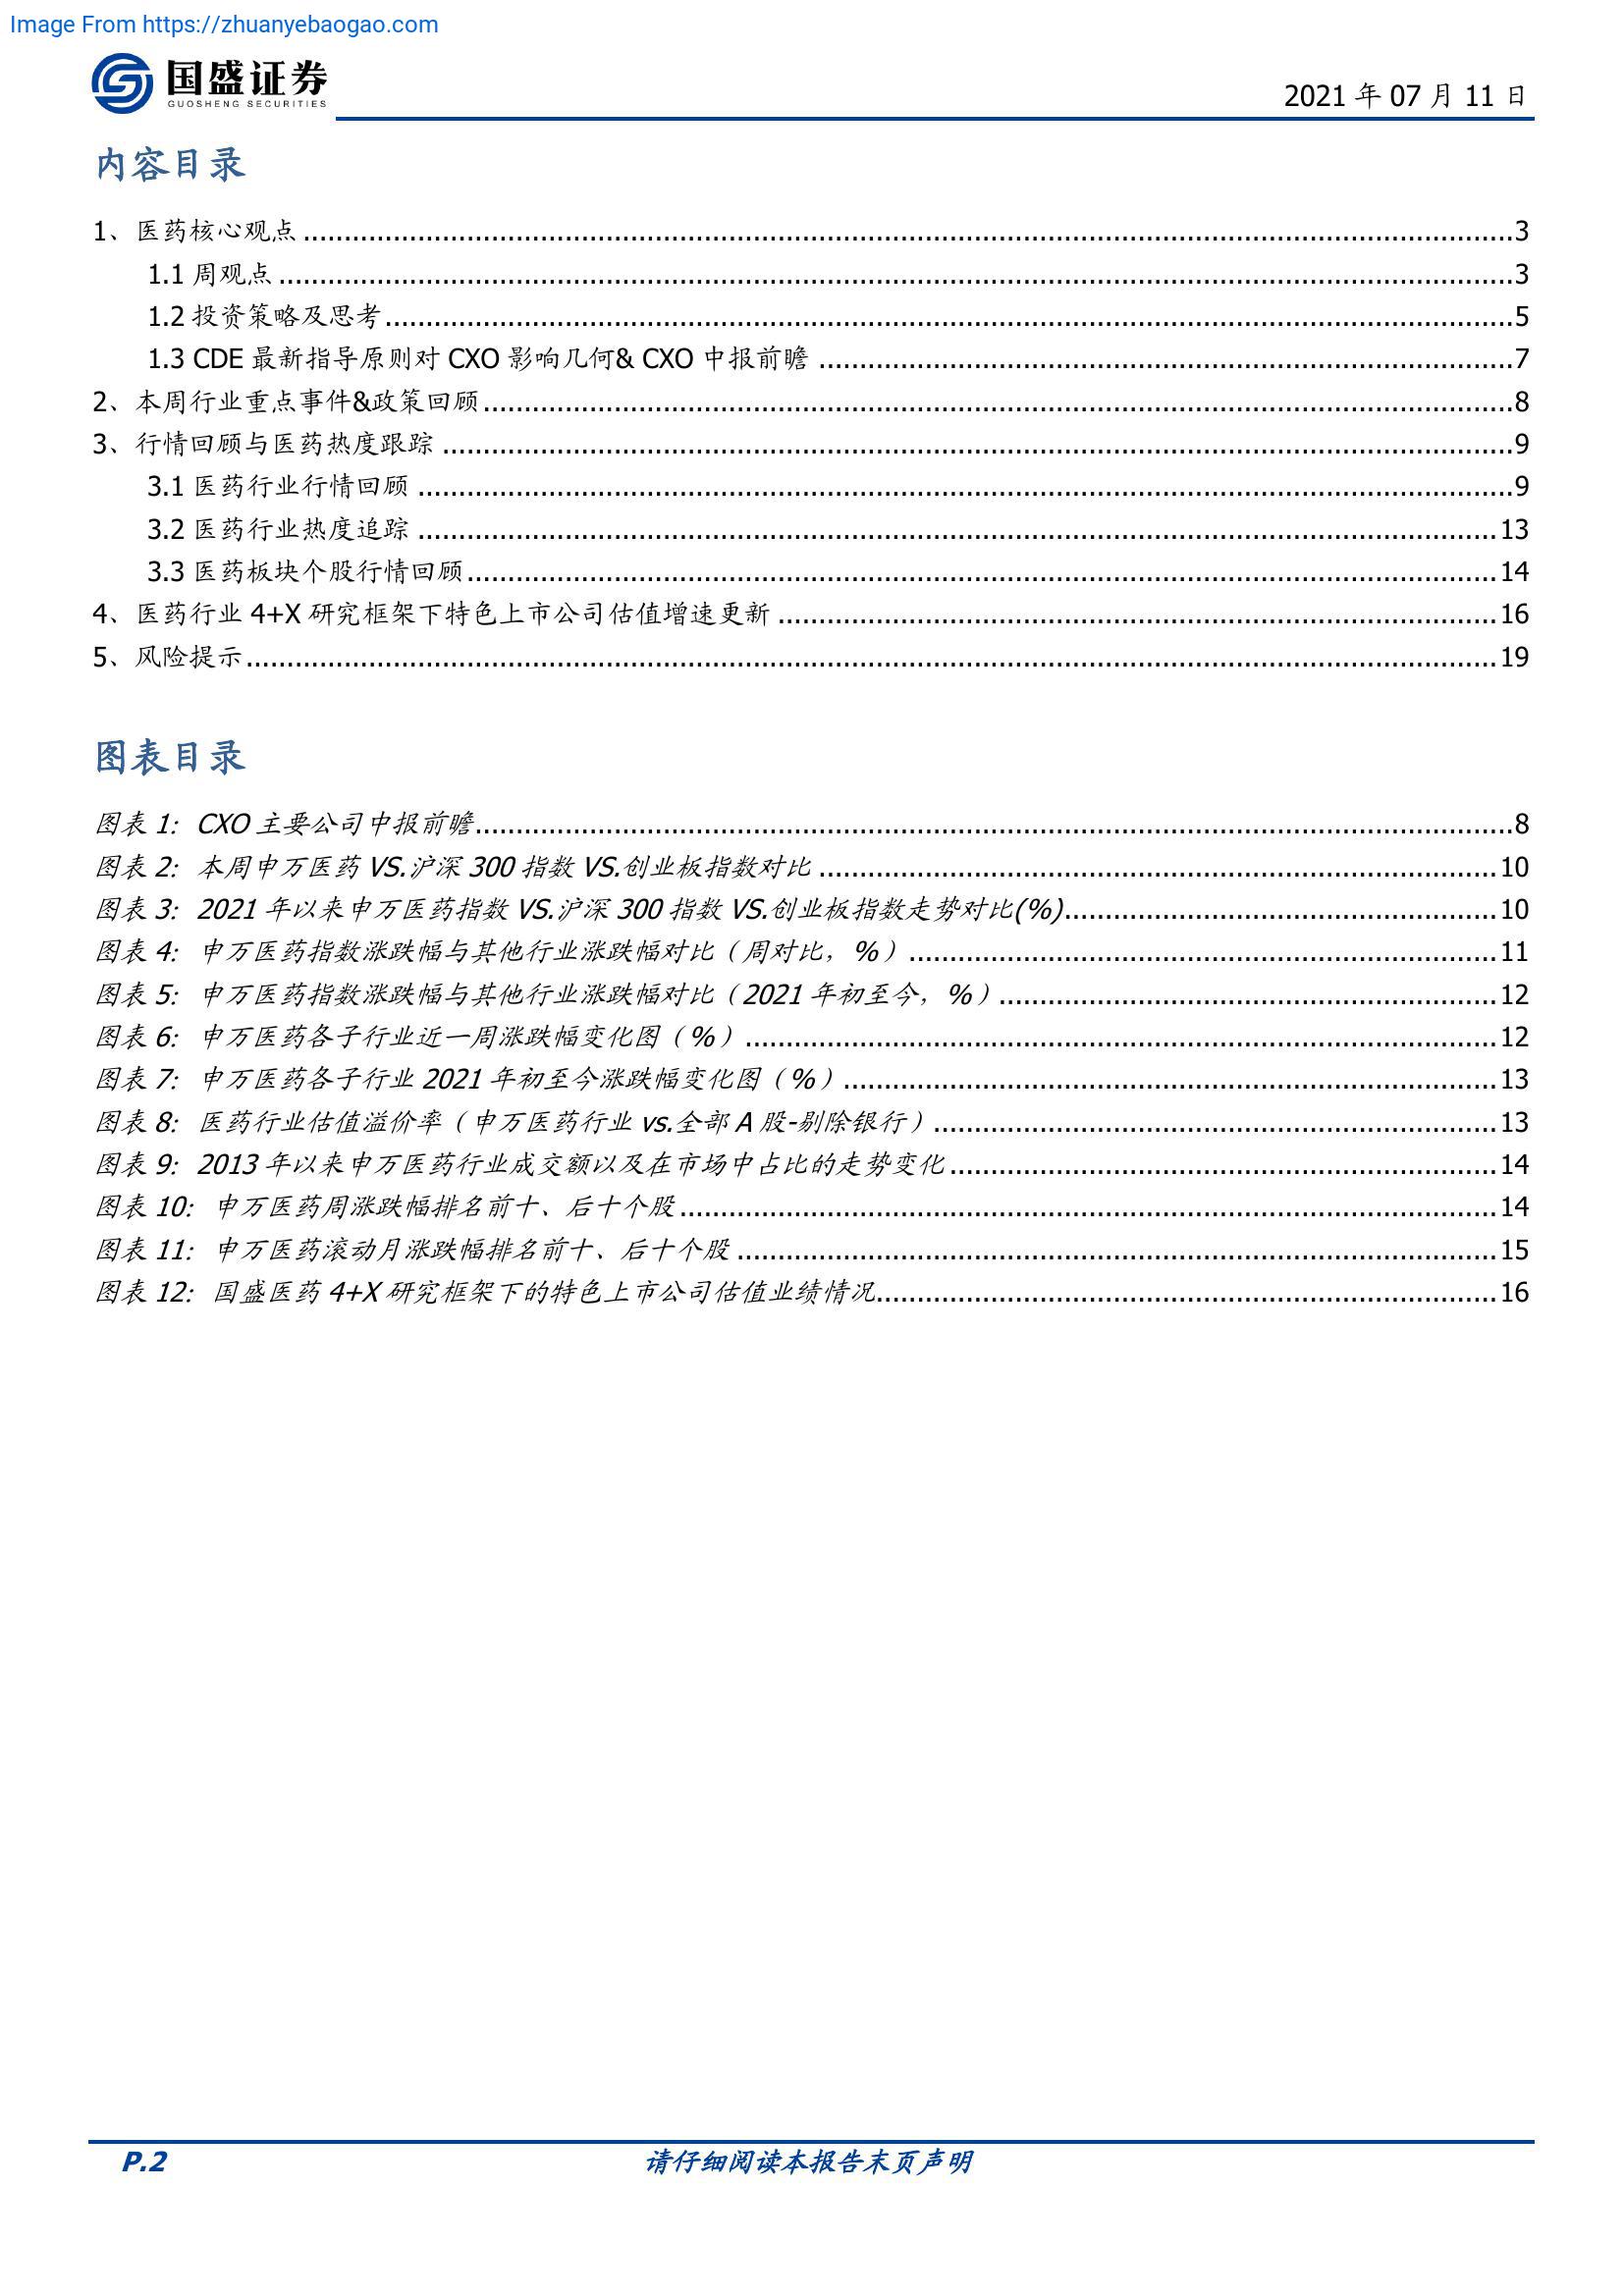 Image From https://zhuanyebaogao.com
国盛证券
GUOSHENG SECURITIES
2021 年 07 月 11 日
内容目录
1、医药核心观点 ........ 3
1.1 周观点 ........ 3
1.2 投资策略及思考 ........ 5
1.3 CDE 最新指导原则对 CXO 影响几何& CXO 中报前瞻 ........ 7
2、本周行业重点事件&政策回顾 ........ 8
3、行情回顾与医药热度跟踪 ........ 9
3.1 医药行业行情回顾 ........ 9
3.2 医药行业热度追踪 ........ 13
3.3 医药板块个股行情回顾 ........ 14
4、医药行业 4+X 研究框架下特色上市公司估值增速更新 ........ 16
5、风险提示 ........ 19
图表目录
图表 1: CXO 主要公司中报前瞻 ........ 8
图表 2: 本周申万医药 VS.沪深 300 指数 VS.创业板指数对比 ........ 10
图表 3: 2021 年以来申万医药指数 VS.沪深 300 指数 VS.创业板指数走势对比(%) ........ 10
图表 4: 申万医药指数涨跌幅与其他行业涨跌幅对比（周对比，%） ........ 11
图表 5: 申万医药指数涨跌幅与其他行业涨跌幅对比（2021 年初至今，%） ........ 12
图表 6: 申万医药各子行业近一周涨跌幅变化图（%） ........ 12
图表 7: 申万医药各子行业 2021 年初至今涨跌幅变化图（%） ........ 13
图表 8: 医药行业估值溢价率（申万医药行业 vs.全部 A 股-剔除银行） ........ 13
图表 9: 2013 年以来申万医药行业成交额以及在市场中占比的走势变化 ........ 14
图表 10: 申万医药周涨跌幅排名前十、后十个股 ........ 14
图表 11: 申万医药滚动月涨跌幅排名前十、后十个股 ........ 15
图表 12: 国盛医药 4+X 研究框架下的特色上市公司估值业绩情况 ........ 16
P.2
请仔细阅读本报告末页声明